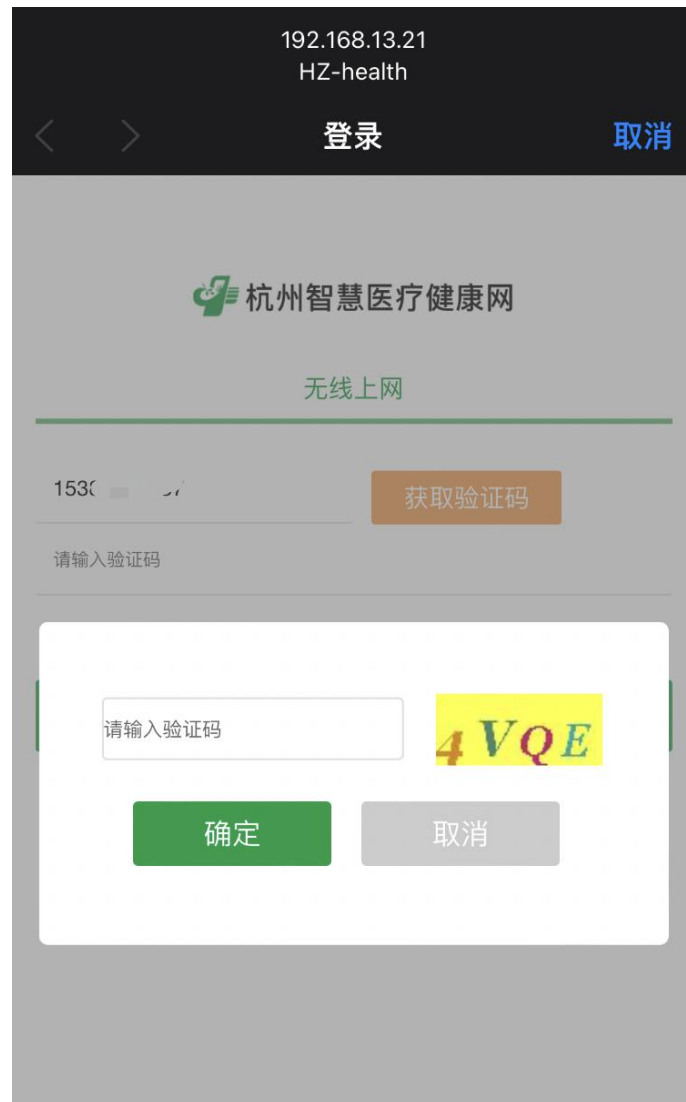 192.168.13.21
HZ-health
登录
取消
杭州智慧医疗健康网
无线上网
153
获取验证码
请输入验证码
请输入验证码
4VQE
确定
取消